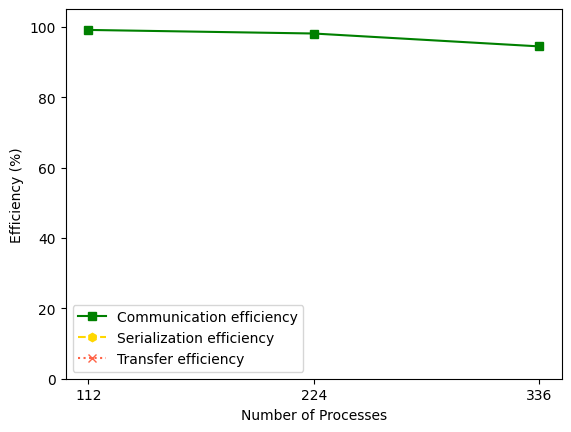 100
80
60
40
20
0
Efficiency (%)
Communication efficiency
Serialization efficiency
Transfer efficiency
112 224 336
Number of Processes